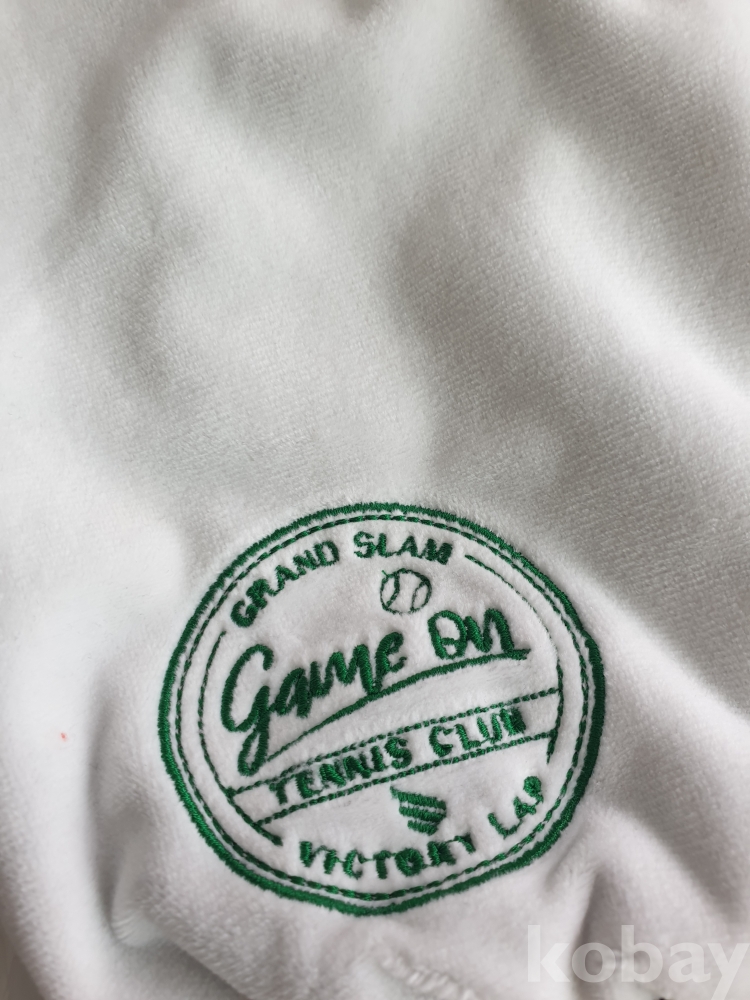 GRAND SLAM
Game On
TENNIS CLUB
VICTORY LAP
kobay